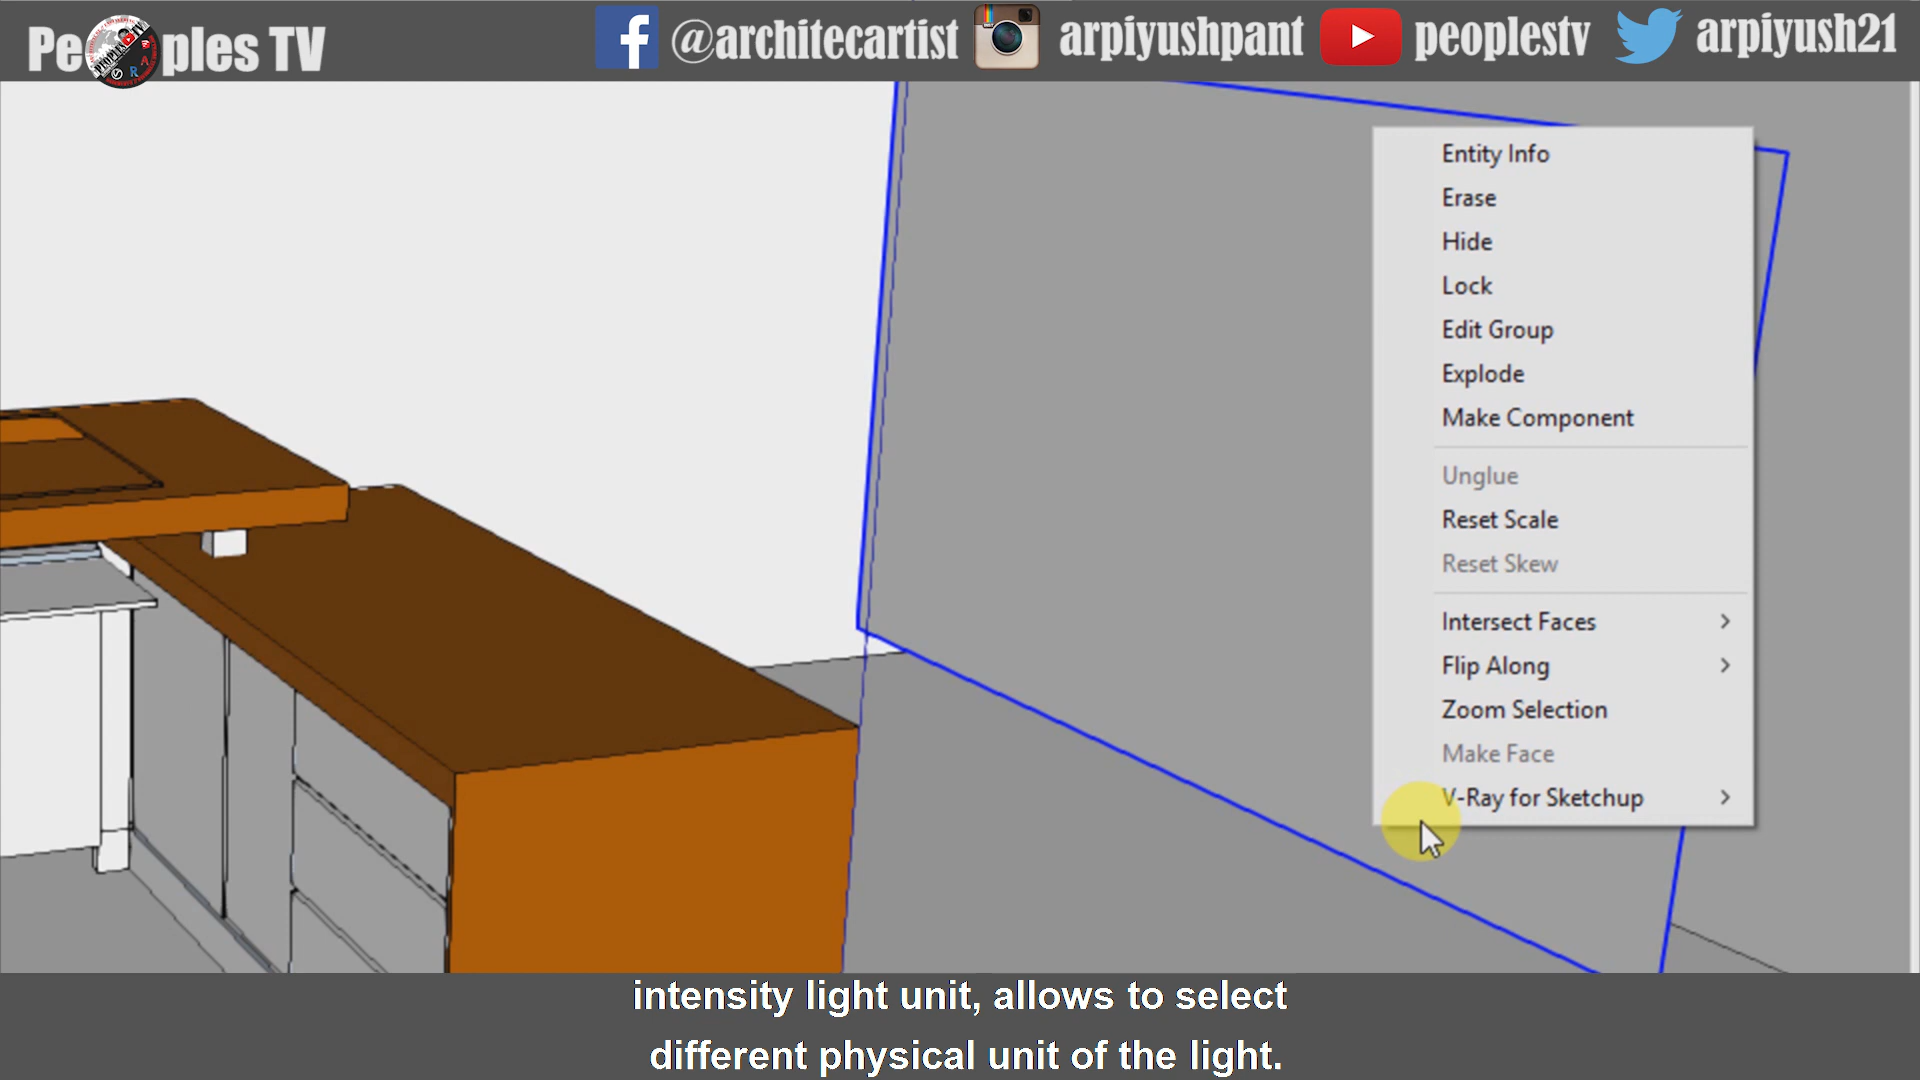 Peoples TV
@architecartist
arpiyushpant
peoplestv
arpiyush21
Entity Info
Erase
Hide
Lock
Edit Group
Explode
Make Component
Unglue
Reset Scale
Reset Skew
Intersect Faces
Flip Along
Zoom Selection
Make Face
V-Ray for Sketchup
intensity light unit, allows to select
different physical unit of the light.